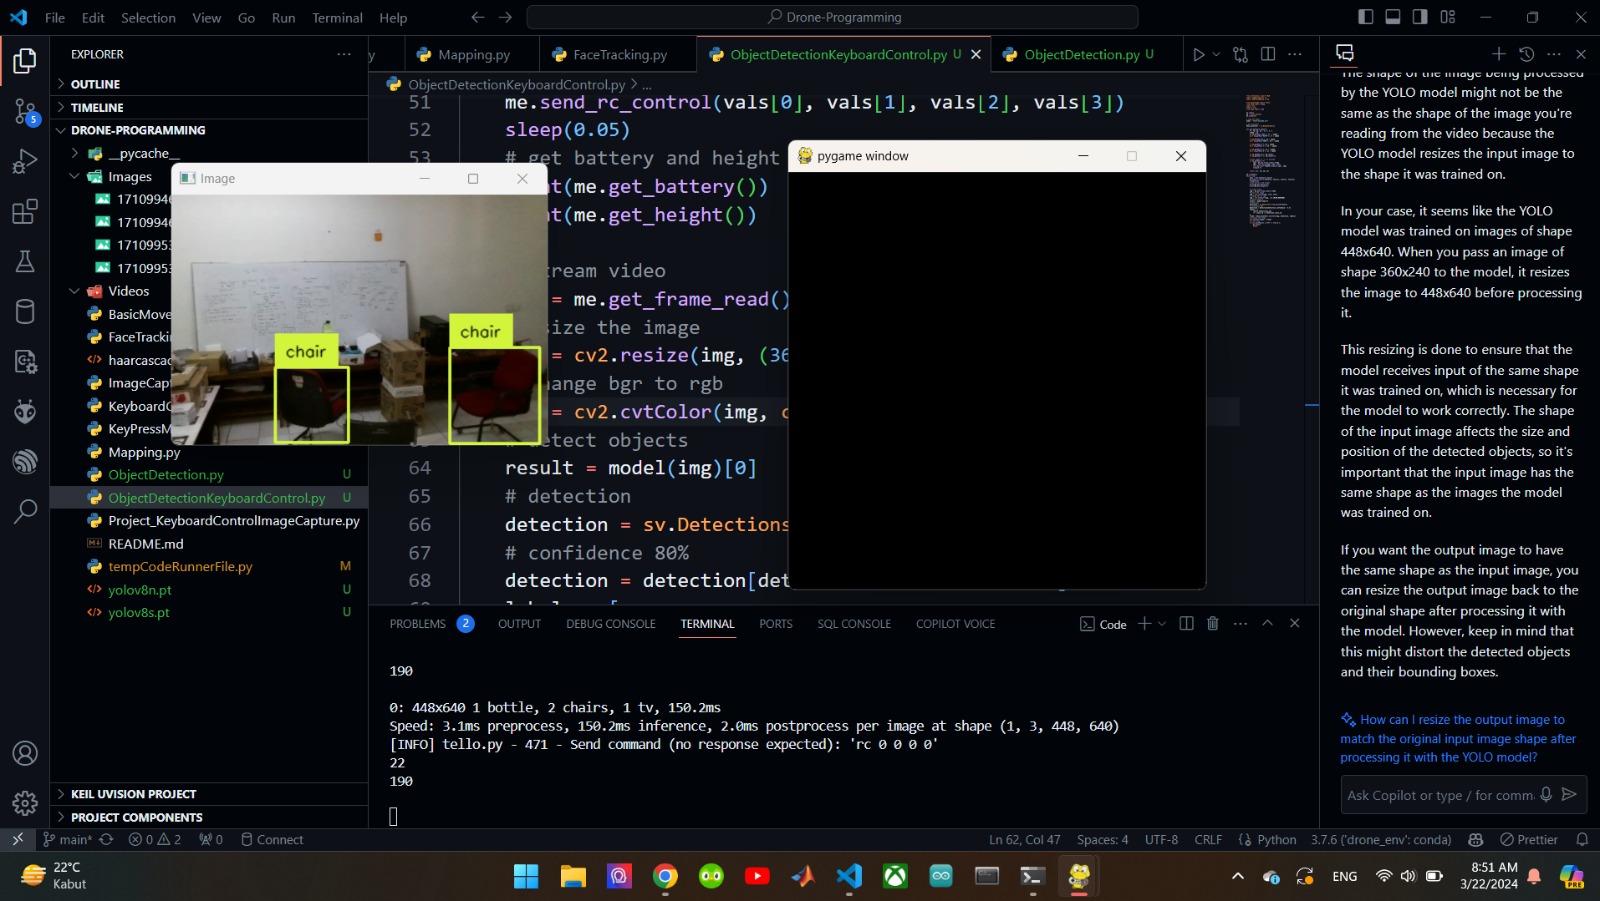 File Edit Selection View Go Run Terminal Help
Drone-Programming
EXPLORER
OUTLINE
TIMELINE
DRONE-PROGRAMMING
__pycache__
Images
17109946
17109946
17109953
17109953
Videos
BasicMove
FaceTracki
haarcascad
ImageCapt
KeyboardC
KeyPressM
Mapping.py
ObjectDetection.py U
ObjectDetectionKeyboardControl.py U
Project_KeyboardControlImageCapture.py
README.md
tempCodeRunnerFile.py M
yolov8n.pt U
yolov8s.pt U
KEIL UVISION PROJECT
PROJECT COMPONENTS
y Mapping.py FaceTracking.py ObjectDetectionKeyboardControl.py U ObjectDetection.py U
ObjectDetectionKeyboardControl.py > ...
51 me.send_rc_control(vals[0], vals[1], vals[2], vals[3])
52 sleep(0.05)
53 # get battery and height
t(me.get_battery())
t(me.get_height())
ream video
= me.get_frame_read()
size the image
= cv2.resize(img, (36
ange bgr to rgb
= cv2.cvtColor(img, c
detect objects
64 result = model(img)[0]
65 # detection
66 detection = sv.Detections
67 # confidence 80%
68 detection = detection[det
Image
chair
chair
pygame window
PROBLEMS 2 OUTPUT DEBUG CONSOLE TERMINAL PORTS SQL CONSOLE COPILOT VOICE
Code
190
0: 448x640 1 bottle, 2 chairs, 1 tv, 150.2ms
Speed: 3.1ms preprocess, 150.2ms inference, 2.0ms postprocess per image at shape (1, 3, 448, 640)
[INFO] tello.py - 471 - Send command (no response expected): 'rc 0 0 0 0'
22
190
The shape of the image being processed
by the YOLO model might not be the
same as the shape of the image you're
reading from the video because the
YOLO model resizes the input image to
the shape it was trained on.
In your case, it seems like the YOLO
model was trained on images of shape
448x640. When you pass an image of
shape 360x240 to the model, it resizes
the image to 448x640 before processing
it.
This resizing is done to ensure that the
model receives input of the same shape
it was trained on, which is necessary for
the model to work correctly. The shape
of the input image affects the size and
position of the detected objects, so it's
important that the input image has the
same shape as the images the model
was trained on.
If you want the output image to have
the same shape as the input image, you
can resize the output image back to the
original shape after processing it with
the model. However, keep in mind that
this might distort the detected objects
and their bounding boxes.
How can I resize the output image to
match the original input image shape after
processing it with the YOLO model?
Ask Copilot or type / for comm
main* 0 2 0 Connect
Ln 62, Col 47 Spaces: 4 UTF-8 CRLF Python 3.7.6 ('drone_env': conda) Prettier
22°C
Kabut
5
ENG
8:51 AM
3/22/2024
PRE